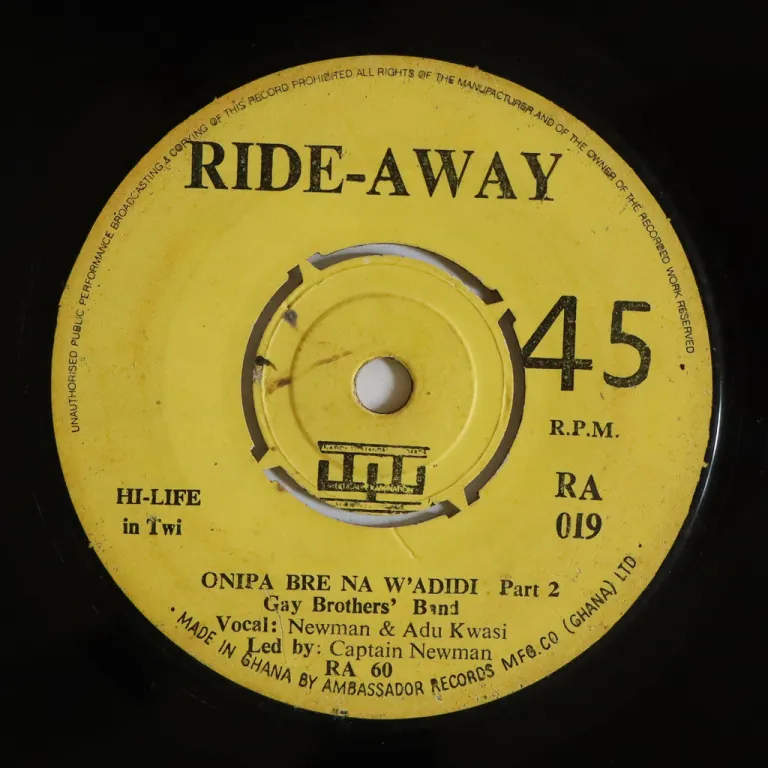 UNAUTHORISED PUBLIC PERFORMANCE BROADCASTING & COPYING OF THIS RECORD PROHIBITED ALL RIGHTS OF THE MANUFACTURER AND OF THE OWNER OF THE RECORDED WORK RESERVED
RIDE-AWAY
45
R.P.M.
HI-LIFE
in Twi
RA
019
ONIPA BRE NA W'ADIDI Part 2
Gay Brothers' Band
Vocal: Newman & Adu Kwasi
Led by: Captain Newman
RA 60
MADE IN GHANA BY AMBASSADOR RECORDS MFG.CO (GHANA) LTD